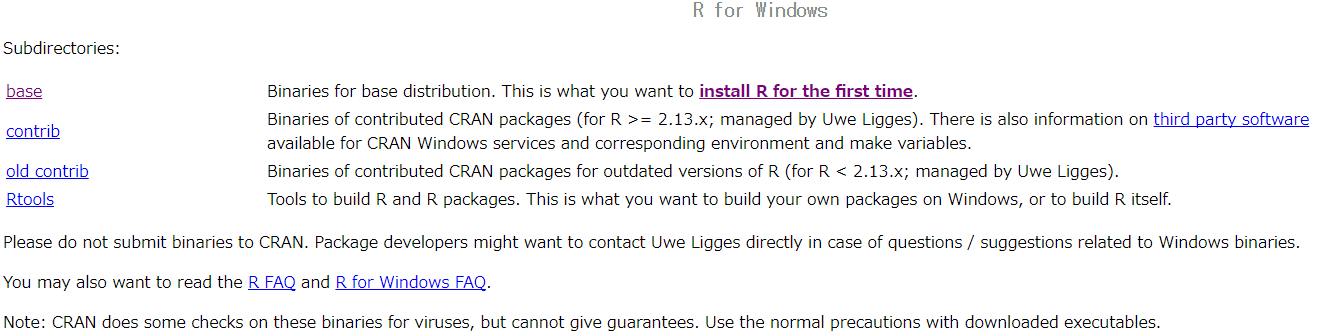 R for Windows
Subdirectories:
base Binaries for base distribution. This is what you want to install R for the first time.
contrib Binaries of contributed CRAN packages (for R >= 2.13.x; managed by Uwe Ligges). There is also information on third party software
available for CRAN Windows services and corresponding environment and make variables.
old contrib Binaries of contributed CRAN packages for outdated versions of R (for R < 2.13.x; managed by Uwe Ligges).
Rtools Tools to build R and R packages. This is what you want to build your own packages on Windows, or to build R itself.
Please do not submit binaries to CRAN. Package developers might want to contact Uwe Ligges directly in case of questions / suggestions related to Windows binaries.
You may also want to read the R FAQ and R for Windows FAQ.
Note: CRAN does some checks on these binaries for viruses, but cannot give guarantees. Use the normal precautions with downloaded executables.